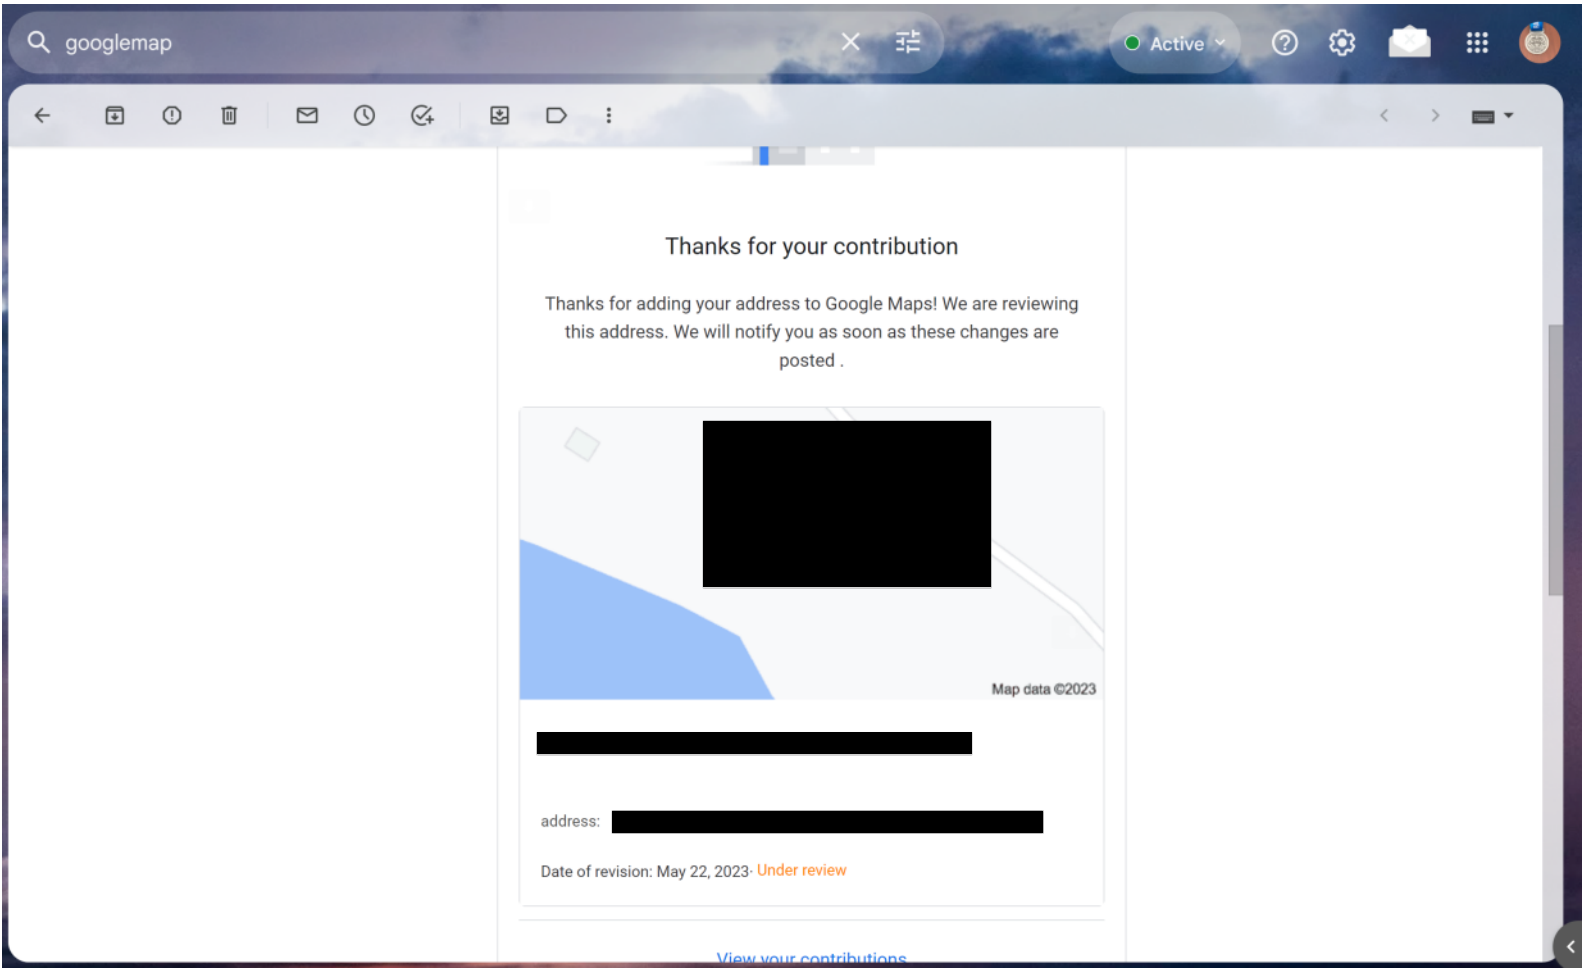 googlemap
Active
Thanks for your contribution
Thanks for adding your address to Google Maps! We are reviewing
this address. We will notify you as soon as these changes are
posted .
Map data ©2023
address:
Date of revision: May 22, 2023· Under review
View your contributions